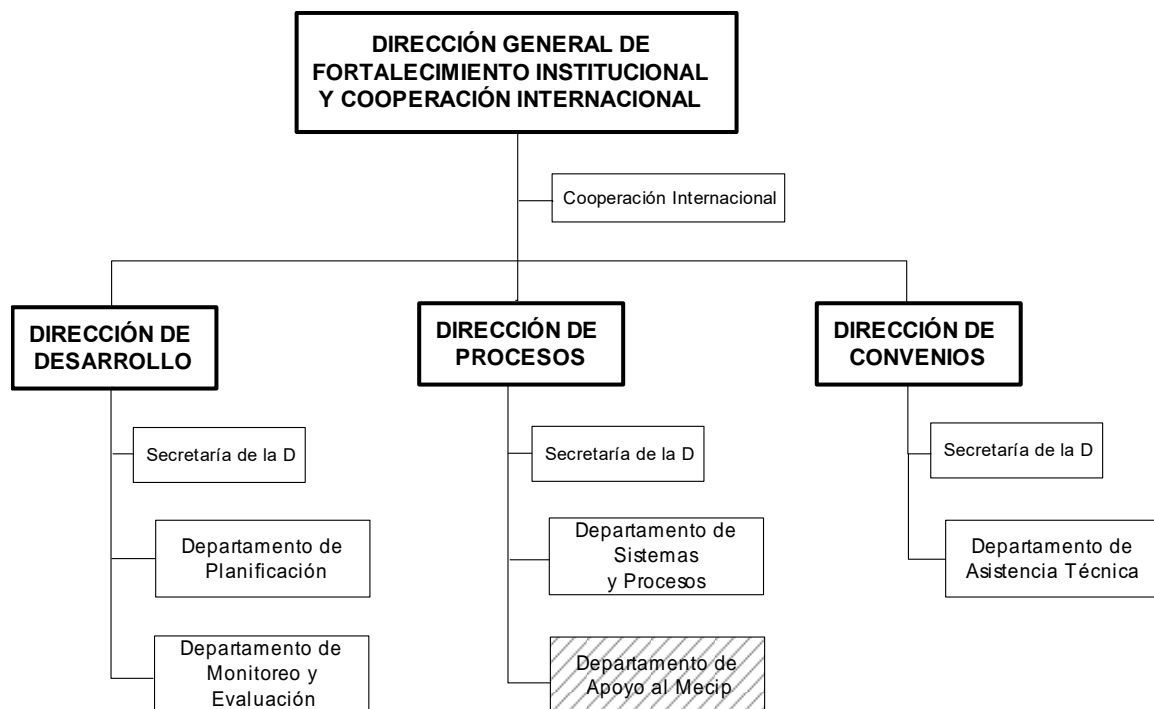 DIRECCIÓN GENERAL DE
FORTALECIMIENTO INSTITUCIONAL
Y COOPERACIÓN INTERNACIONAL
Cooperación Internacional
DIRECCIÓN DE
DESARROLLO
Secretaría de la D
Departamento de
Planificación
Departamento de
Monitoreo y
Evaluación
DIRECCIÓN DE
PROCESOS
Secretaría de la D
Departamento de
Sistemas
y Procesos
Departamento de
Apoyo al Mecip
DIRECCIÓN DE
CONVENIOS
Secretaría de la D
Departamento de
Asistencia Técnica